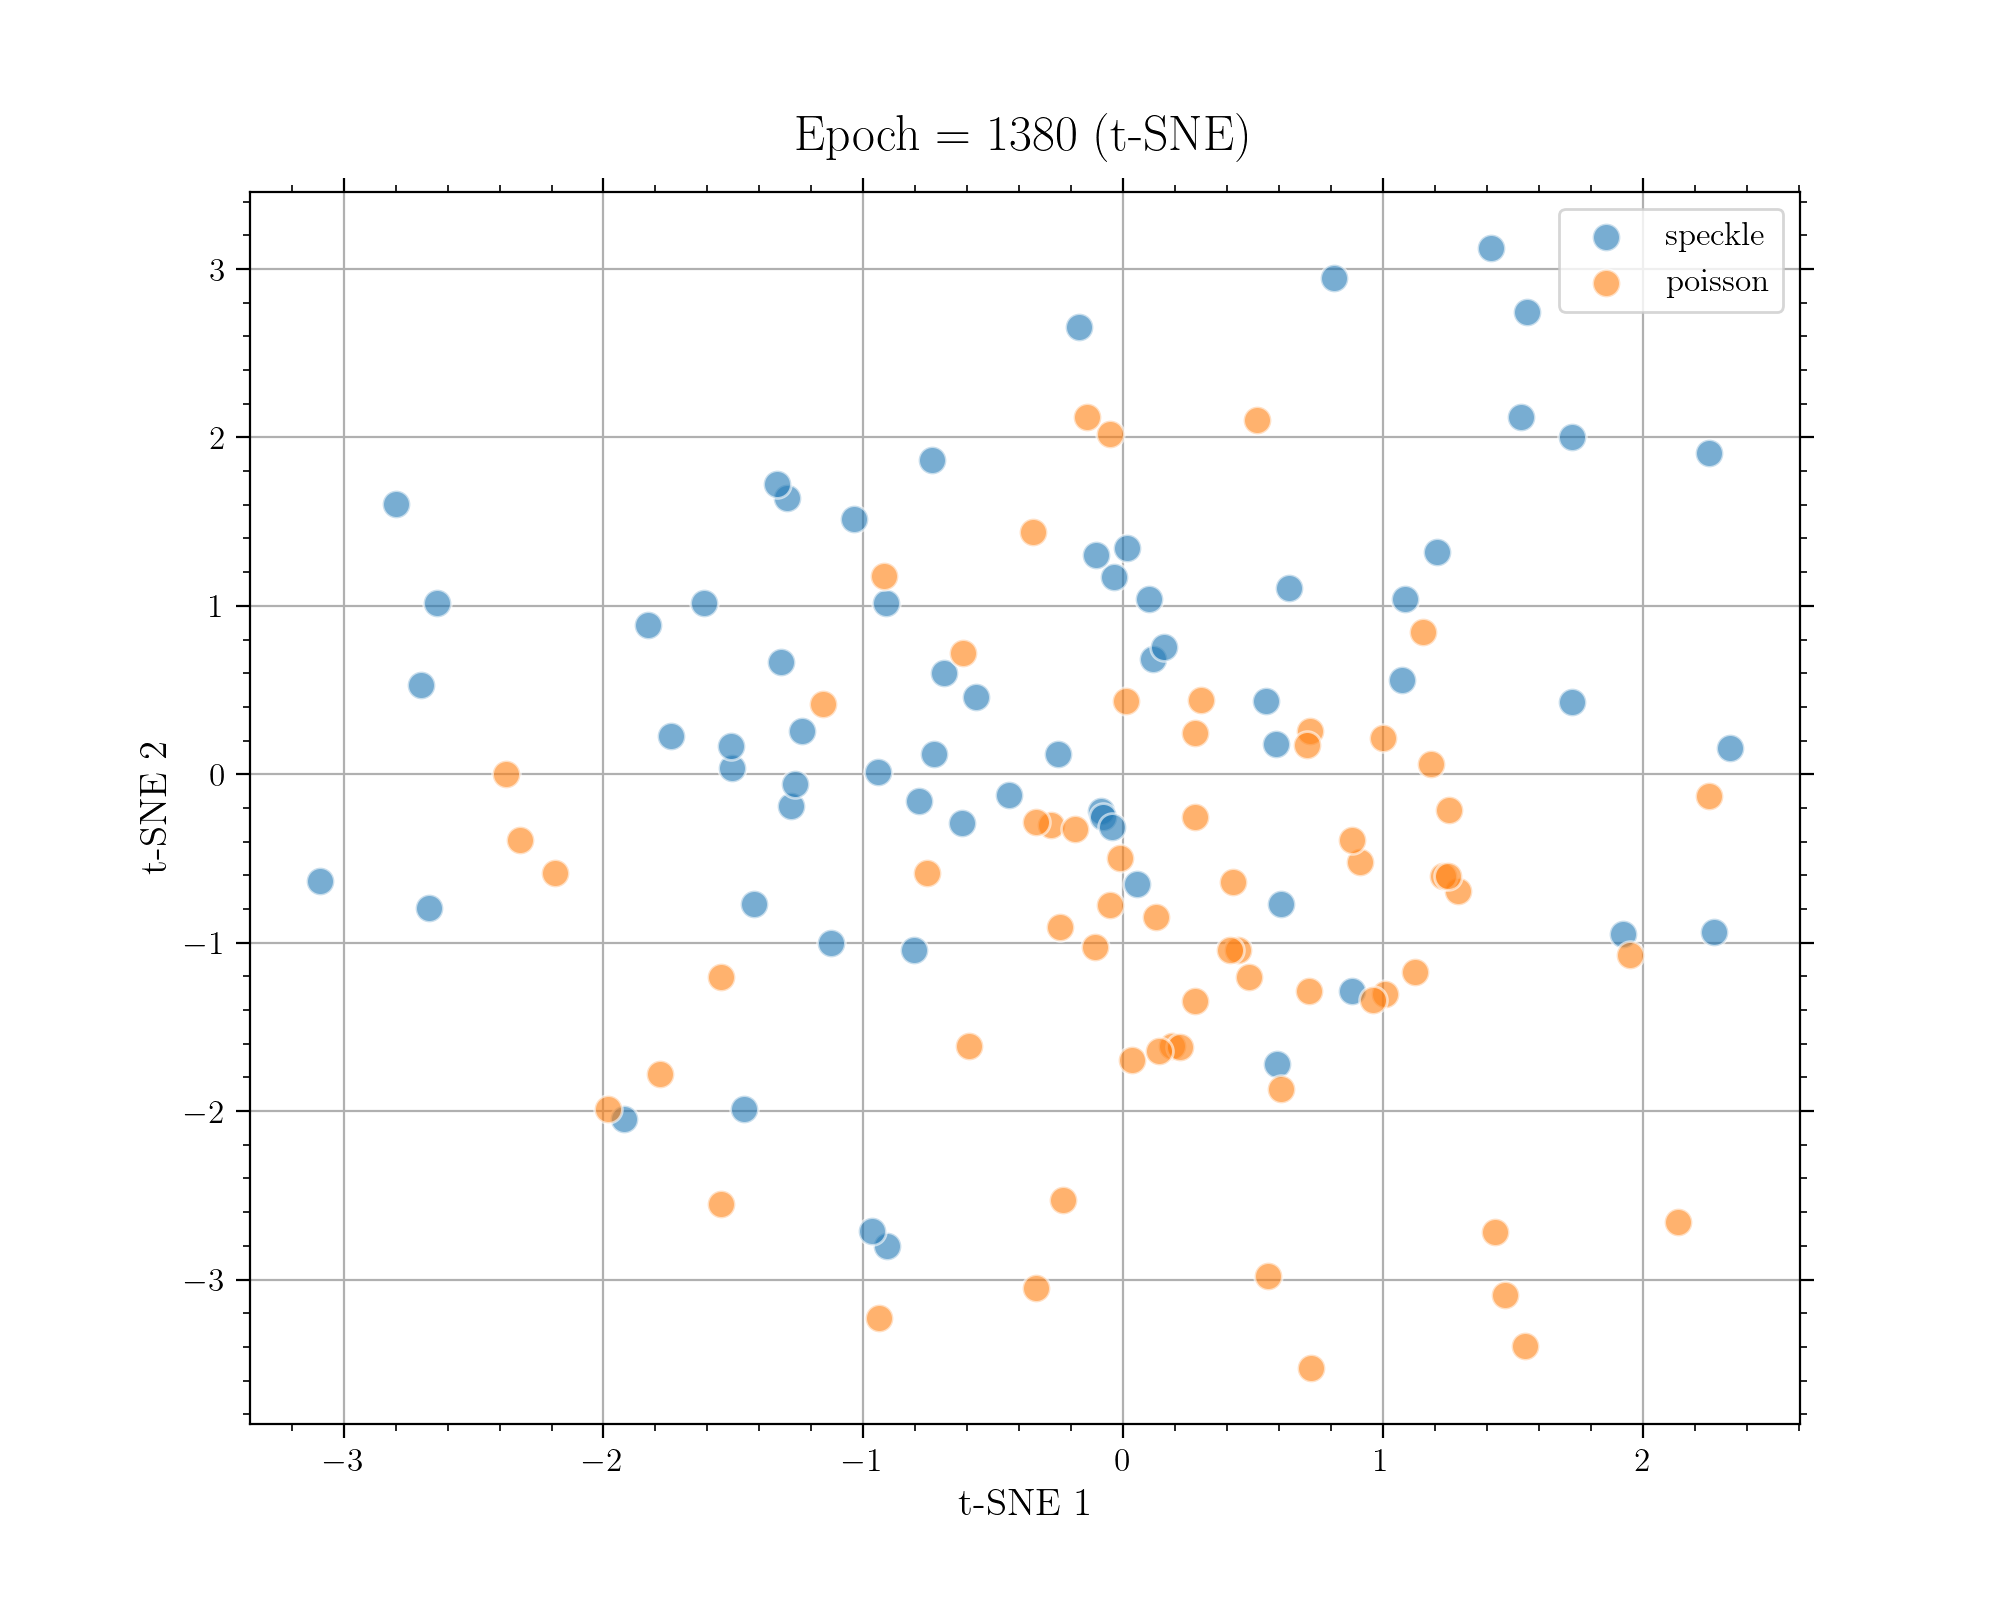 Epoch = 1380 (t-SNE)
speckle
poisson
3
2
1
0
−1
−2
−3
t-SNE 2
−3
−2
−1
0
1
2
t-SNE 1